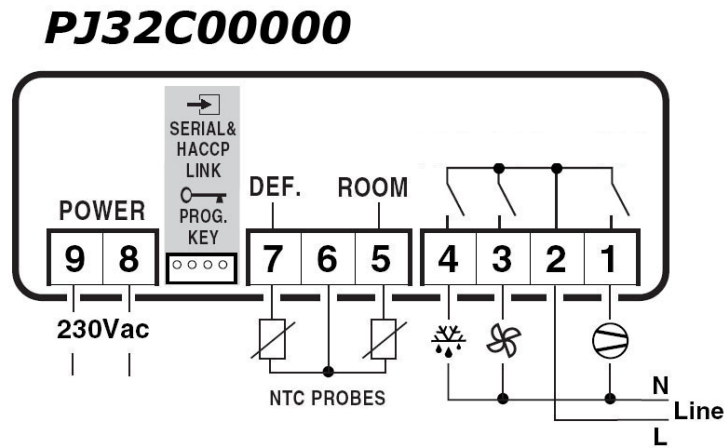 PJ32C00000
SERIAL&
HACCP
LINK
PROG.
KEY
POWER
DEF.
ROOM
9 8 7 6 5 4 3 2 1
230Vac
NTC PROBES
N
Line
L